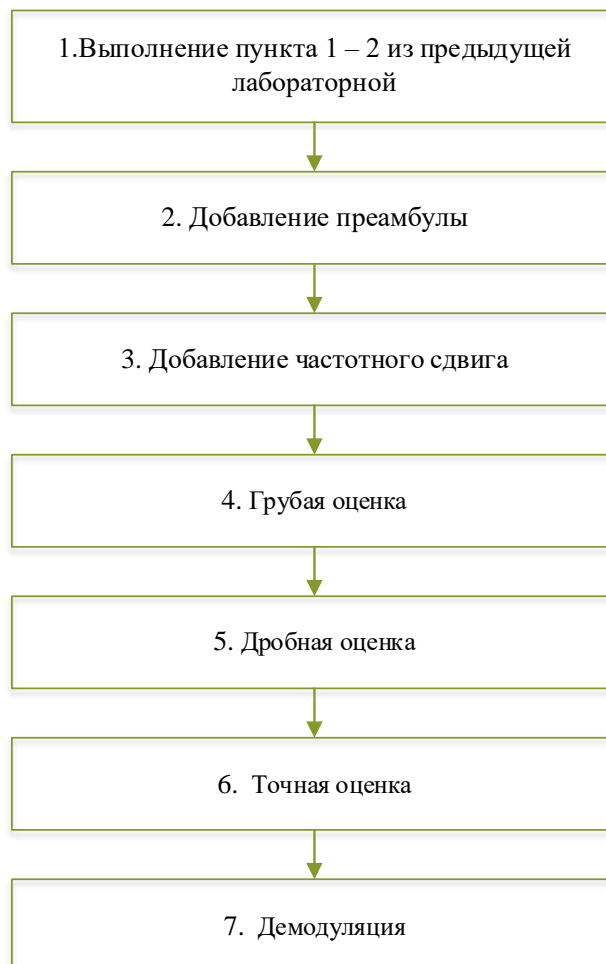 1.Выполнение пункта 1 – 2 из предыдущей
лабораторной
2. Добавление преамбулы
3. Добавление частотного сдвига
4. Грубая оценка
5. Дробная оценка
6. Точная оценка
7. Демодуляция